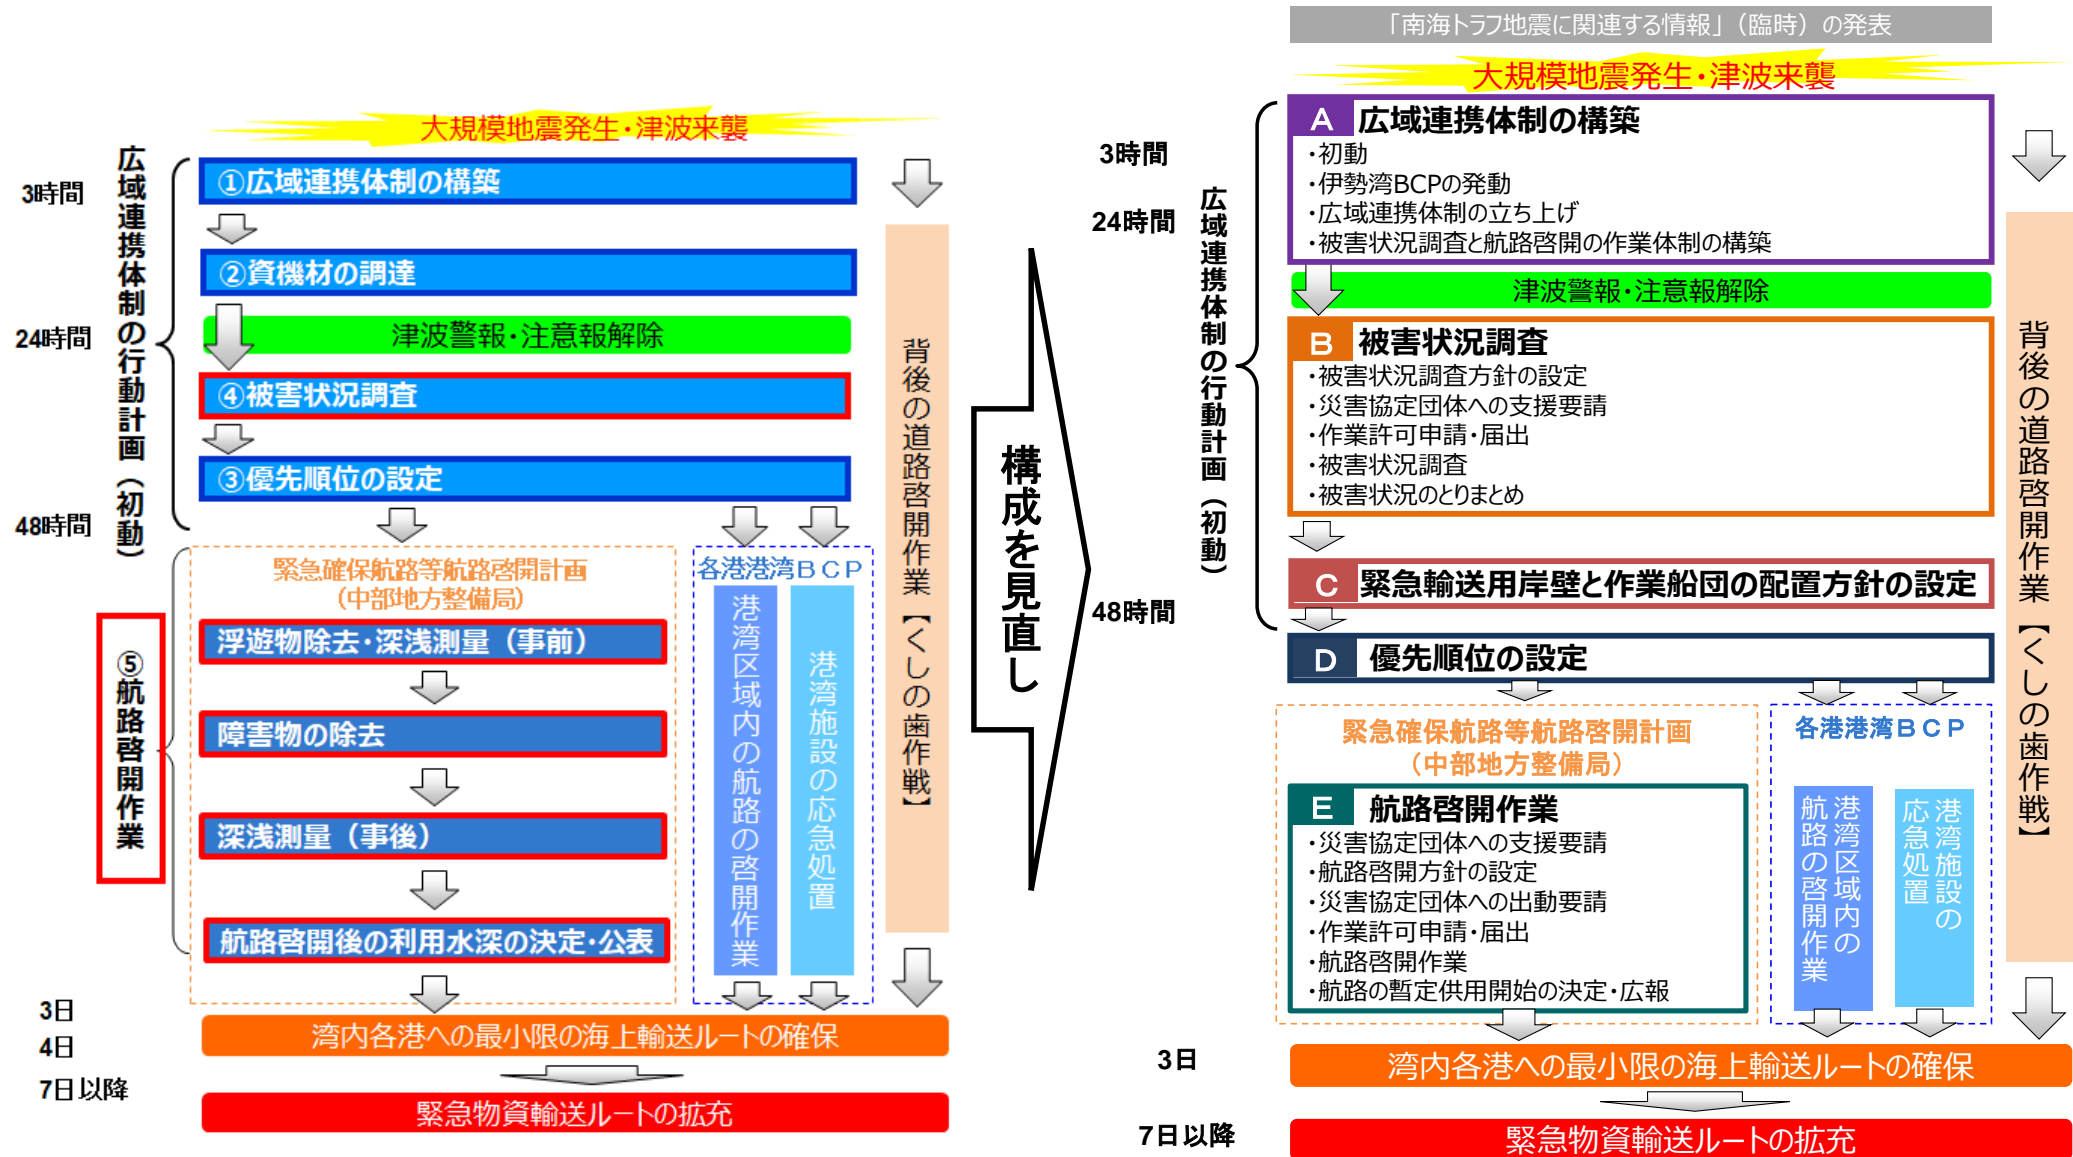 大規模地震発生・津波来襲
広域連携体制の行動計画（初動）
3時間
24時間
48時間
①広域連携体制の構築
②資機材の調達
津波警報・注意報解除
④被害状況調査
③優先順位の設定
緊急確保航路等航路啓開計画
（中部地方整備局）
⑤航路啓開作業
浮遊物除去・深浅測量（事前）
障害物の除去
深浅測量（事後）
航路啓開後の利用水深の決定・公表
各港港湾BCP
港湾区域内の航路の啓開作業
港湾施設の応急処置
背後の道路啓開作業【くしの歯作戦】
3日
4日
7日以降
湾内各港への最小限の海上輸送ルートの確保
緊急物資輸送ルートの拡充
構成を見直し
「南海トラフ地震に関連する情報」（臨時）の発表
大規模地震発生・津波来襲
3時間
24時間
48時間
広域連携体制の行動計画（初動）
A 広域連携体制の構築
・初動
・伊勢湾BCPの発動
・広域連携体制の立ち上げ
・被害状況調査と航路啓開の作業体制の構築
津波警報・注意報解除
B 被害状況調査
・被害状況調査方針の設定
・災害協定団体への支援要請
・作業許可申請・届出
・被害状況調査
・被害状況のとりまとめ
C 緊急輸送用岸壁と作業船団の配置方針の設定
D 優先順位の設定
緊急確保航路等航路啓開計画
（中部地方整備局）
E 航路啓開作業
・災害協定団体への支援要請
・航路啓開方針の設定
・災害協定団体への出動要請
・作業許可申請・届出
・航路啓開作業
・航路の暫定供用開始の決定・広報
各港港湾BCP
港湾区域内の
航路の啓開作業
港湾施設の
応急処置
背後の道路啓開作業【くしの歯作戦】
3日
7日以降
湾内各港への最小限の海上輸送ルートの確保
緊急物資輸送ルートの拡充